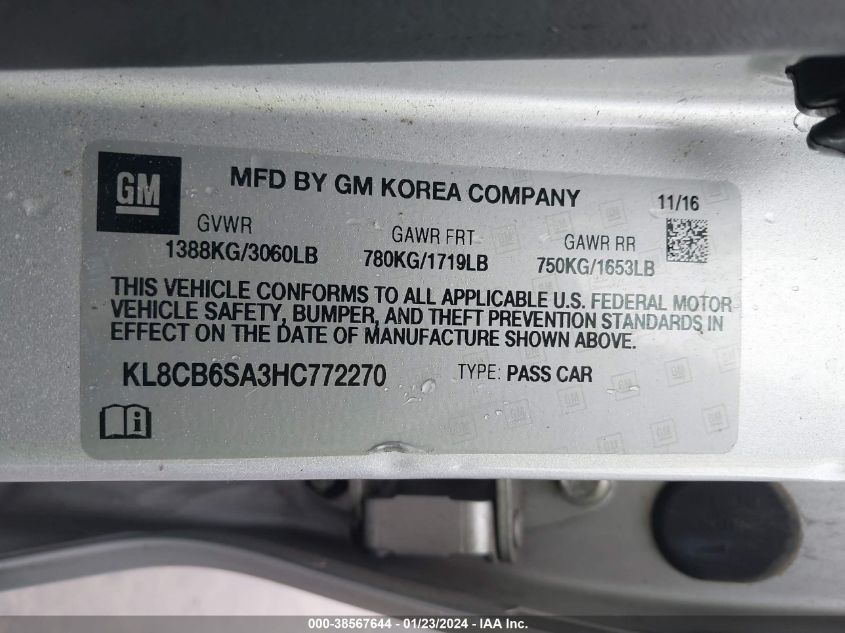 GM
MFD BY GM KOREA COMPANY
11/16
GVWR
1388KG/3060LB
GAWR FRT
780KG/1719LB
GAWR RR
750KG/1653LB
THIS VEHICLE CONFORMS TO ALL APPLICABLE U.S. FEDERAL MOTOR
VEHICLE SAFETY, BUMPER, AND THEFT PREVENTION STANDARDS IN
EFFECT ON THE DATE OF MANUFACTURE SHOWN ABOVE.
KL8CB6SA3HC772270
TYPE: PASS CAR
000-38567644 - 01/23/2024 - IAA Inc.